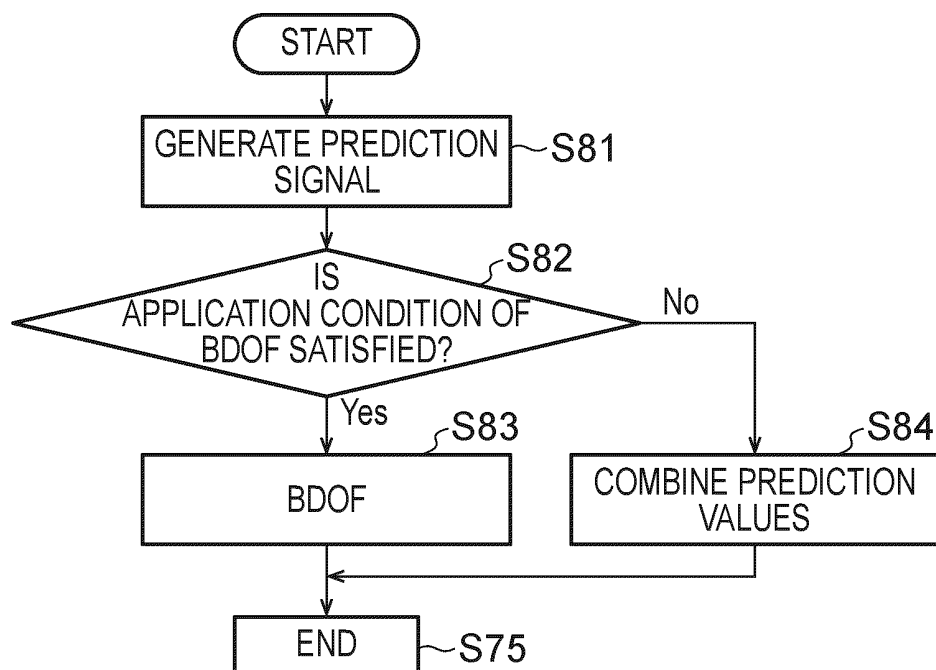 START
GENERATE PREDICTION
SIGNAL
S81
S82
IS
APPLICATION CONDITION OF
BDOF SATISFIED?
No
Yes
S83
BDOF
S84
COMBINE PREDICTION
VALUES
END
S75